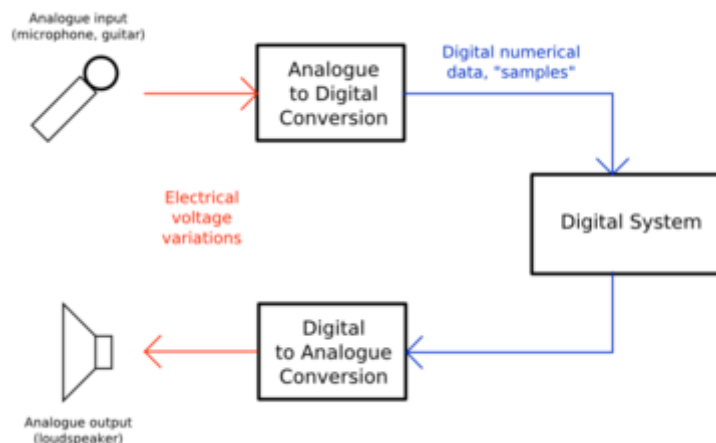 Analogue input
(microphone, guitar)
Analogue
to Digital
Conversion
Digital numerical
data, "samples"
Electrical
voltage
variations
Digital System
Digital
to Analogue
Conversion
Analogue output
(loudspeaker)